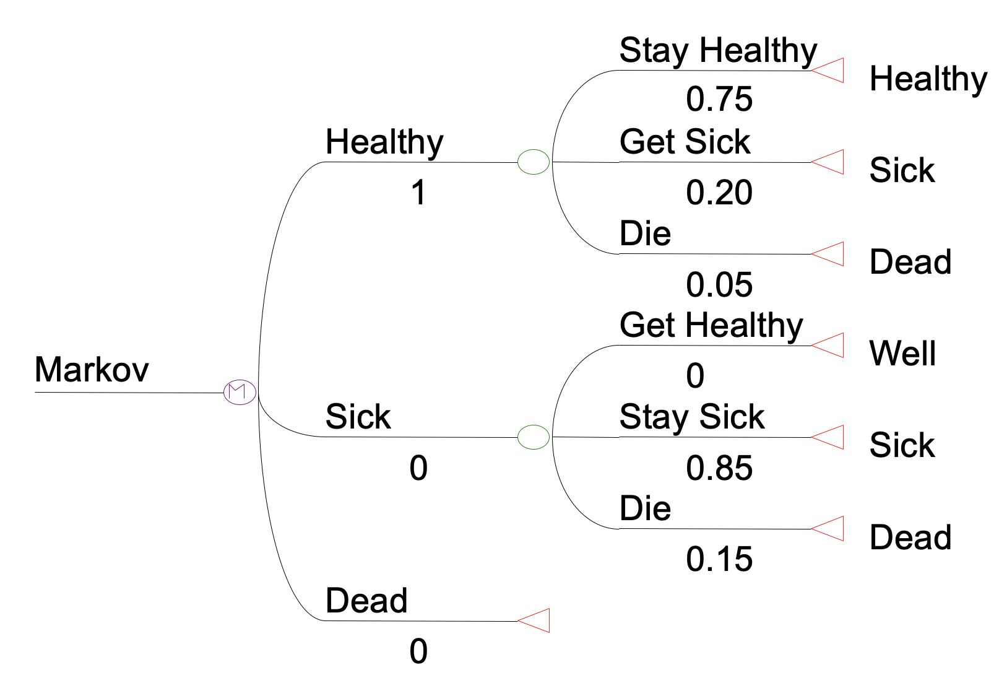 Markov
M
Healthy
1
Stay Healthy
0.75
Healthy
Get Sick
0.20
Sick
Die
0.05
Dead
Sick
0
Get Healthy
0
Well
Stay Sick
0.85
Sick
Die
0.15
Dead
Dead
0